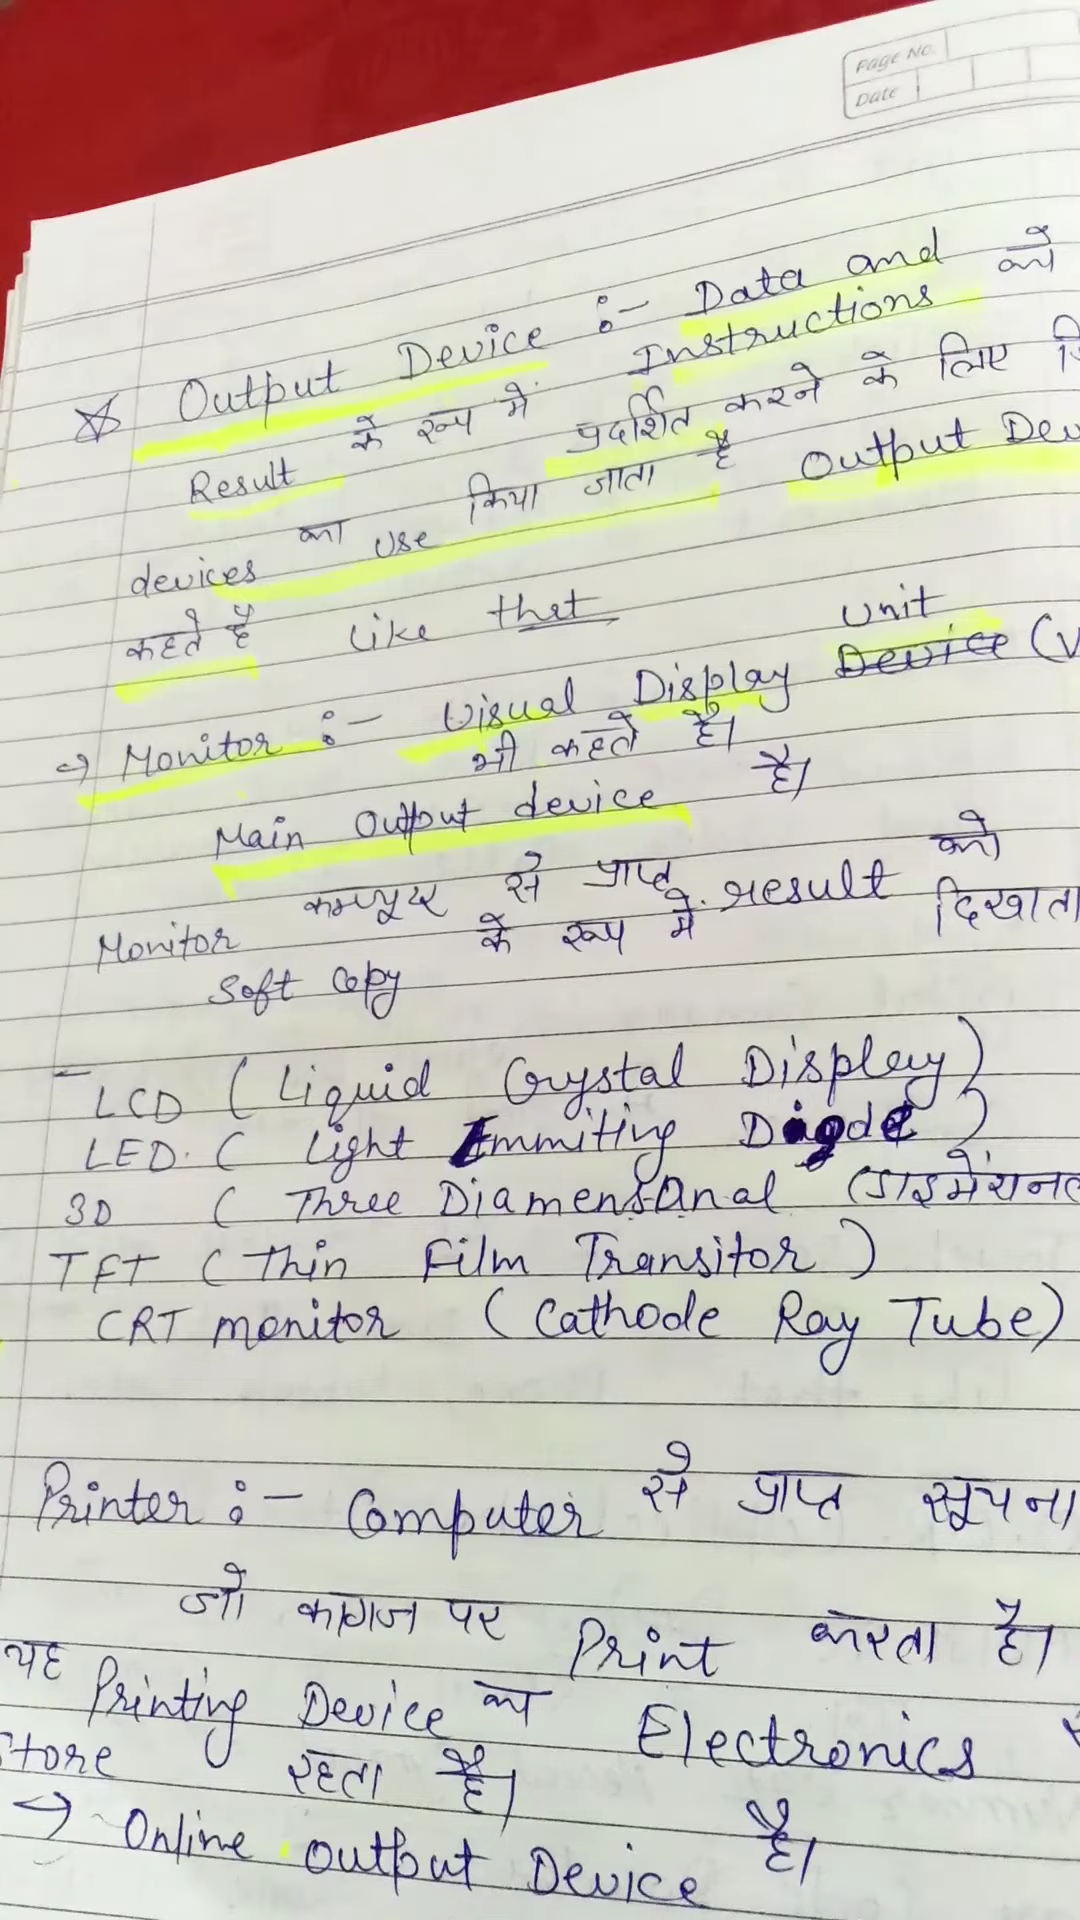 Page No.
Date
☆ Output Device :- Data and Instructions को
Result के रूप में प्रदर्शित करने के लिए
devices का use किया जाता है Output Dev
कहते है like that
→ Monitor :- Visual Display Device Unit (V
भी कहते है।
Main Output device है।
Monitor कम्प्यूटर से प्राप्त result को
Soft Copy के रूप में दिखाता
LCD (Liquid Crystal Display)
LED. ( Light Emmiting Diode )
3D ( Three Diamensanal (डाइमेंशनल
TFT (Thin Film Transitor )
CRT monitor (Cathode Ray Tube)
Printer :- Computer से प्राप्त सूचना
जो कागज पर Print करता है।
यह Printing Device का Electronics
Store रहता है।
→ Online Output Device है।